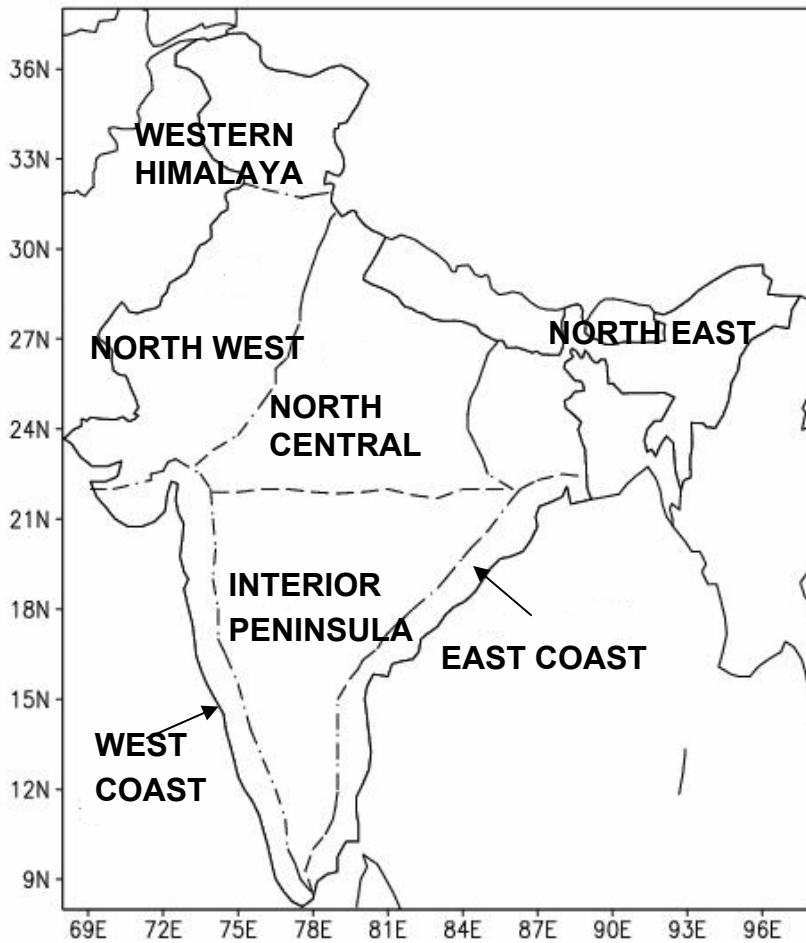 36N
WESTERN
33N
HIMALAYA
30N
27N
NORTH WEST
NORTH EAST
NORTH
24N
CENTRAL
21N
INTERIOR
18N
PENINSULA
EAST COAST
15N
WEST
COAST
12N
9N
69E 72E 75E 78E 81E 84E 87E 90E 93E 96E